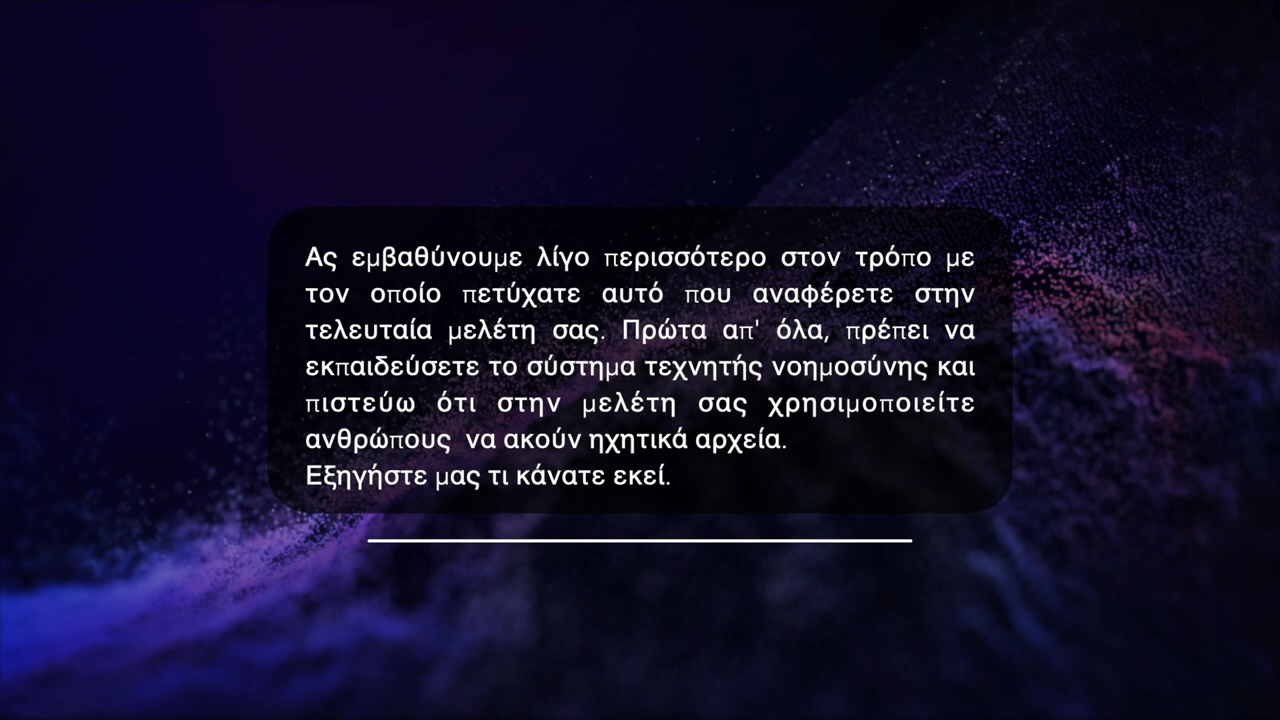 Ας εμβαθύνουμε λίγο περισσότερο στον τρόπο με
τον οποίο πετύχατε αυτό που αναφέρετε στην
τελευταία μελέτη σας. Πρώτα απ' όλα, πρέπει να
εκπαιδεύσετε το σύστημα τεχνητής νοημοσύνης και
πιστεύω ότι στην μελέτη σας χρησιμοποιείτε
ανθρώπους να ακούν ηχητικά αρχεία.
Εξηγήστε μας τι κάνατε εκεί.